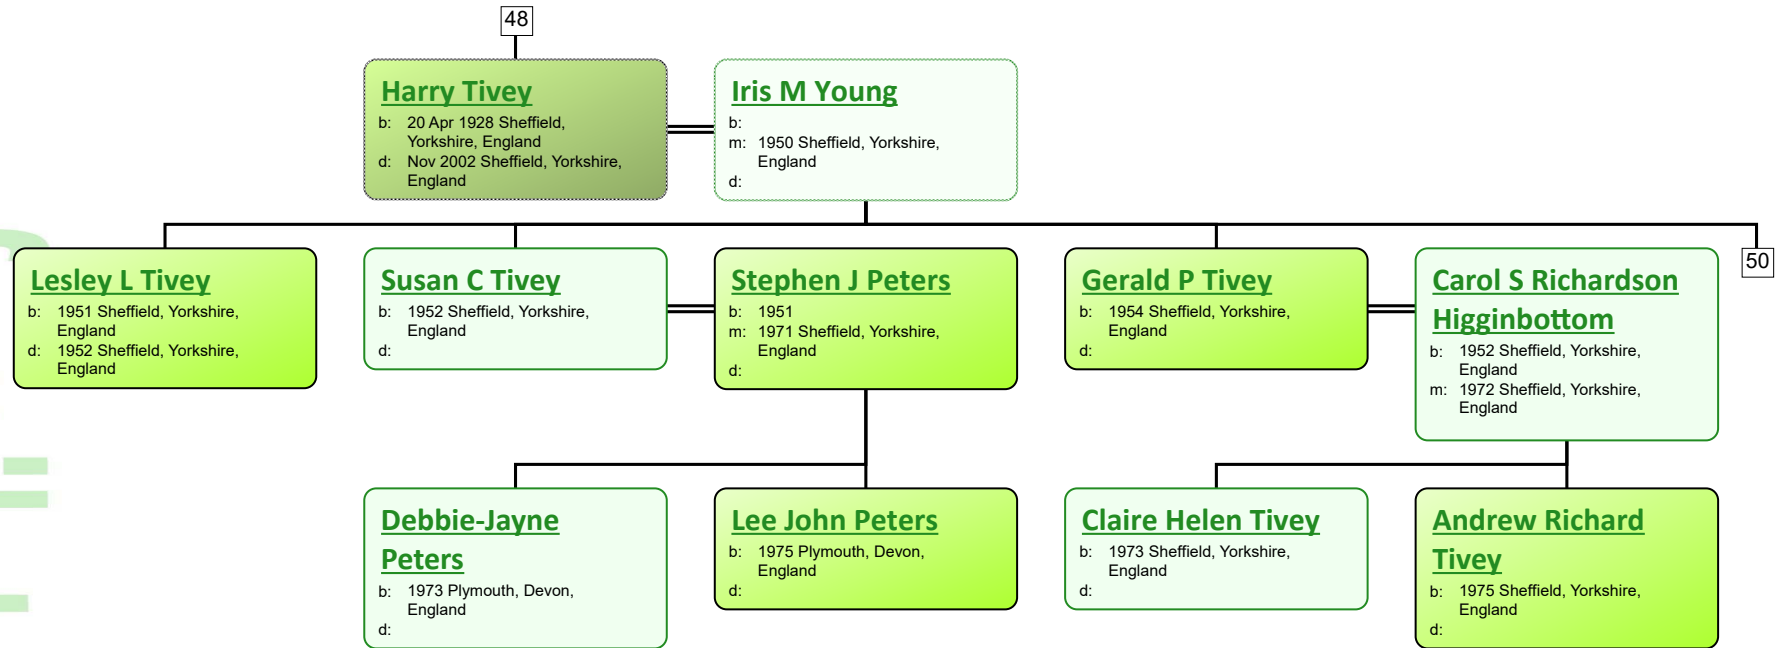 48
Harry Tivey
b: 20 Apr 1928 Sheffield,
Yorkshire, England
d: Nov 2002 Sheffield, Yorkshire,
England
Iris M Young
b:
m: 1950 Sheffield, Yorkshire,
England
d:
Lesley L Tivey
b: 1951 Sheffield, Yorkshire,
England
d: 1952 Sheffield, Yorkshire,
England
Susan C Tivey
b: 1952 Sheffield, Yorkshire,
England
d:
Stephen J Peters
b: 1951
m: 1971 Sheffield, Yorkshire,
England
d:
Gerald P Tivey
b: 1954 Sheffield, Yorkshire,
England
d:
Carol S Richardson
Higginbottom
b: 1952 Sheffield, Yorkshire,
England
m: 1972 Sheffield, Yorkshire,
England
50
Debbie-Jayne
Peters
b: 1973 Plymouth, Devon,
England
d:
Lee John Peters
b: 1975 Plymouth, Devon,
England
d:
Claire Helen Tivey
b: 1973 Sheffield, Yorkshire,
England
d:
Andrew Richard
Tivey
b: 1975 Sheffield, Yorkshire,
England
d: